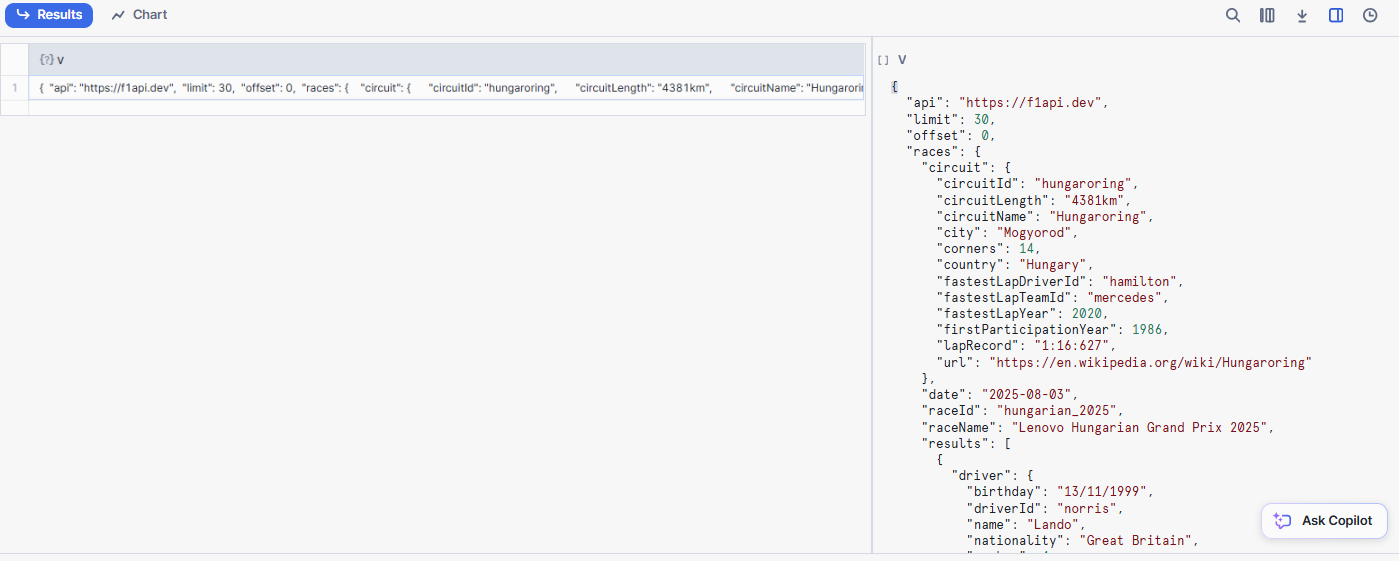 Results Chart
{?} V
1 { "api": "https://f1api.dev", "limit": 30, "offset": 0, "races": { "circuit": { "circuitId": "hungaroring", "circuitLength": "4381km", "circuitName": "Hungarorin
[ ] V
{
"api": "https://f1api.dev",
"limit": 30,
"offset": 0,
"races": {
"circuit": {
"circuitId": "hungaroring",
"circuitLength": "4381km",
"circuitName": "Hungaroring",
"city": "Mogyorod",
"corners": 14,
"country": "Hungary",
"fastestLapDriverId": "hamilton",
"fastestLapTeamId": "mercedes",
"fastestLapYear": 2020,
"firstParticipationYear": 1986,
"lapRecord": "1:16:627",
"url": "https://en.wikipedia.org/wiki/Hungaroring"
},
"date": "2025-08-03",
"raceId": "hungarian_2025",
"raceName": "Lenovo Hungarian Grand Prix 2025",
"results": [
{
"driver": {
"birthday": "13/11/1999",
"driverId": "norris",
"name": "Lando",
"nationality": "Great Britain",
Ask Copilot